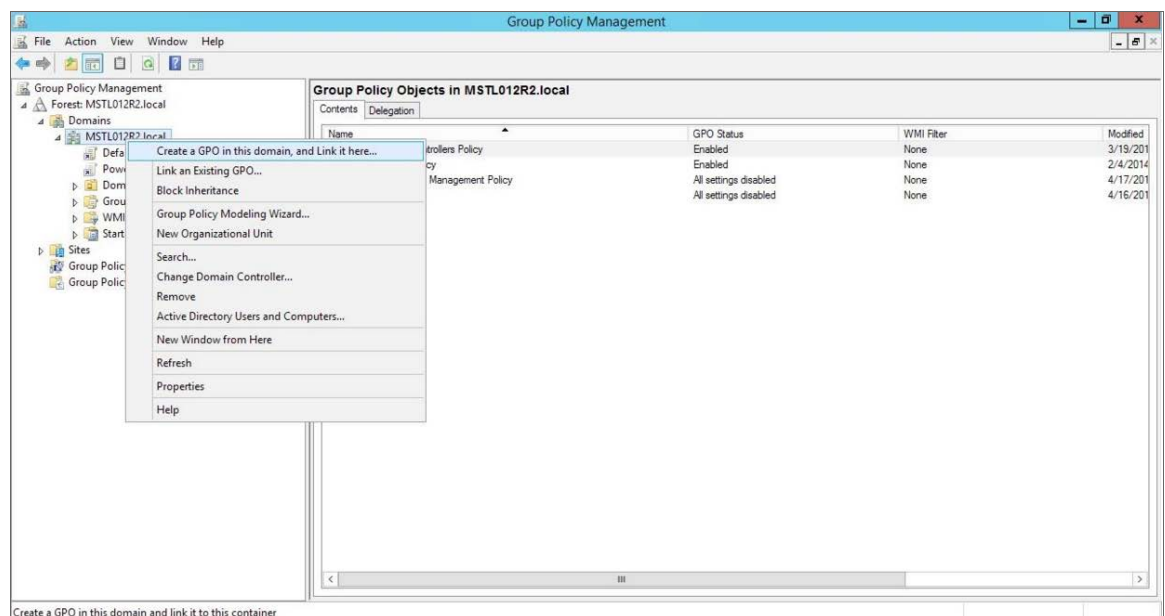 Group Policy Management
File Action View Window Help
Group Policy Management
Forest: MSTL012R2.local
Domains
MSTL012R2.local
Defa
Pow
Dom
Grou
WMI
Start
Sites
Group Polic
Group Polic
Create a GPO in this domain, and Link it here...
Link an Existing GPO...
Block Inheritance
Group Policy Modeling Wizard...
New Organizational Unit
Search...
Change Domain Controller...
Remove
Active Directory Users and Computers...
New Window from Here
Refresh
Properties
Help
Group Policy Objects in MSTL012R2.local
Contents Delegation
Name GPO Status WMI Filter Modified
trollers Policy Enabled None 3/19/201
cy Enabled None 2/4/2014
Management Policy All settings disabled None 4/17/201
All settings disabled None 4/16/201
Create a GPO in this domain and link it to this container